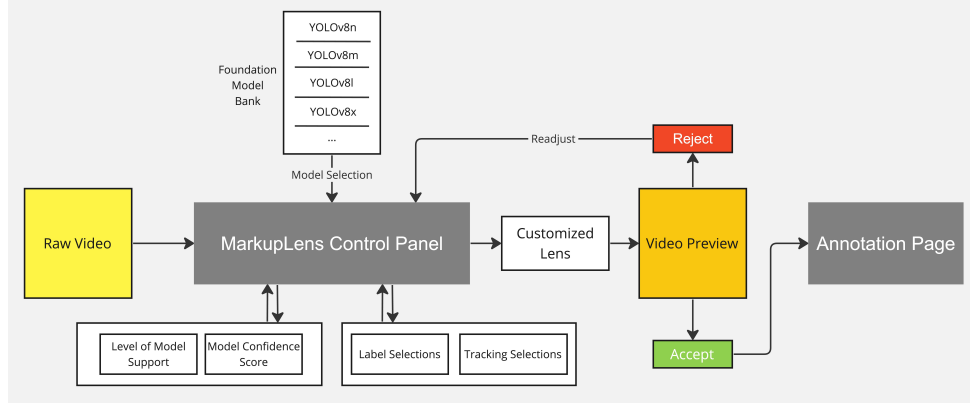 YOLOv8n
YOLOv8m
YOLOv8l
YOLOv8x
...
Foundation
Model
Bank
Model Selection
Readjust
Reject
Raw Video
MarkupLens Control Panel
Customized
Lens
Video Preview
Annotation Page
Level of Model
Support
Model Confidence
Score
Label Selections
Tracking Selections
Accept